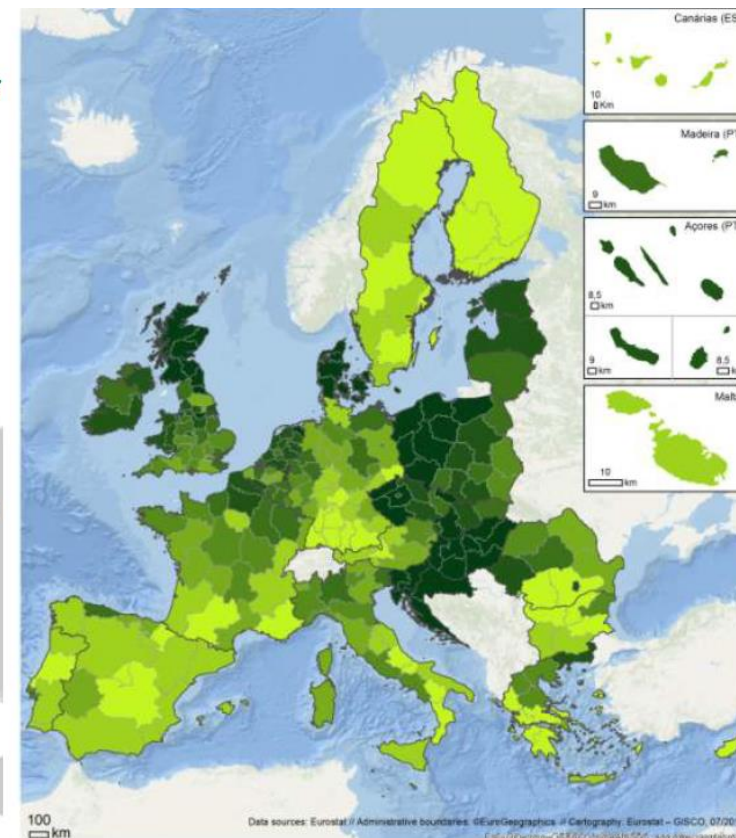 Canárias (ES
10
Km
Madeira (PT
9
km
Açores (PT
8,5
km
9
km
8.5
k
Malt
10
km
100
km
Data sources: Eurostat // Administrative boundaries: ©EuroGeographics // Cartography: Eurostat – GISCO, 07/201